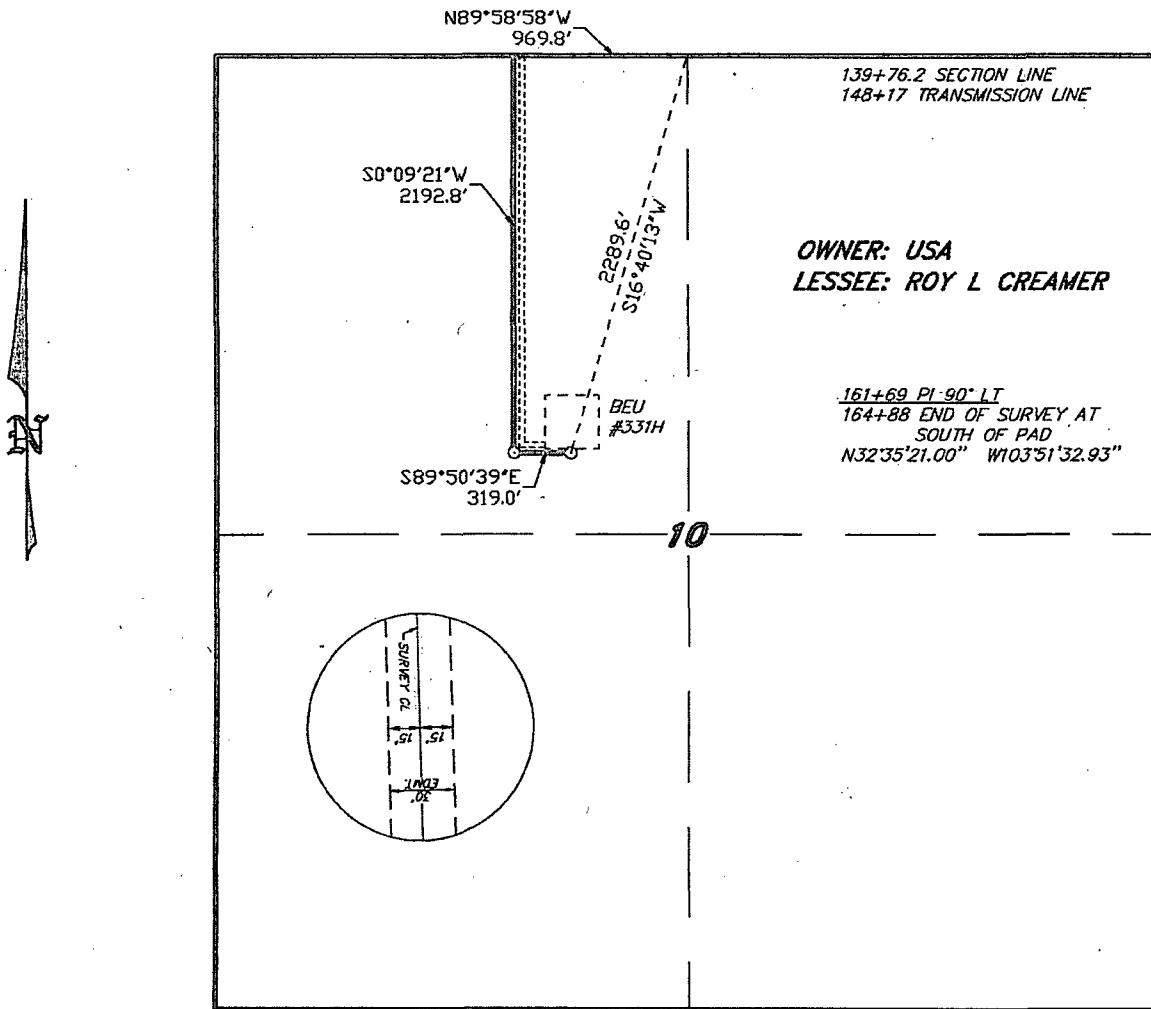 N89°58'58"W
969.8'
139+76.2 SECTION LINE
148+17 TRANSMISSION LINE
S0°09'21"W
2192.8'
2289.6'
S16°40'13"W
OWNER: USA
LESSEE: ROY L CREAMER
N
BEU
#331H
161+69 PI-90° LT
164+88 END OF SURVEY AT
SOUTH OF PAD
N32°35'21.00" W103°51'32.93"
S89°50'39"E
319.0'
10
SURVEY CL
15'
15'
30'